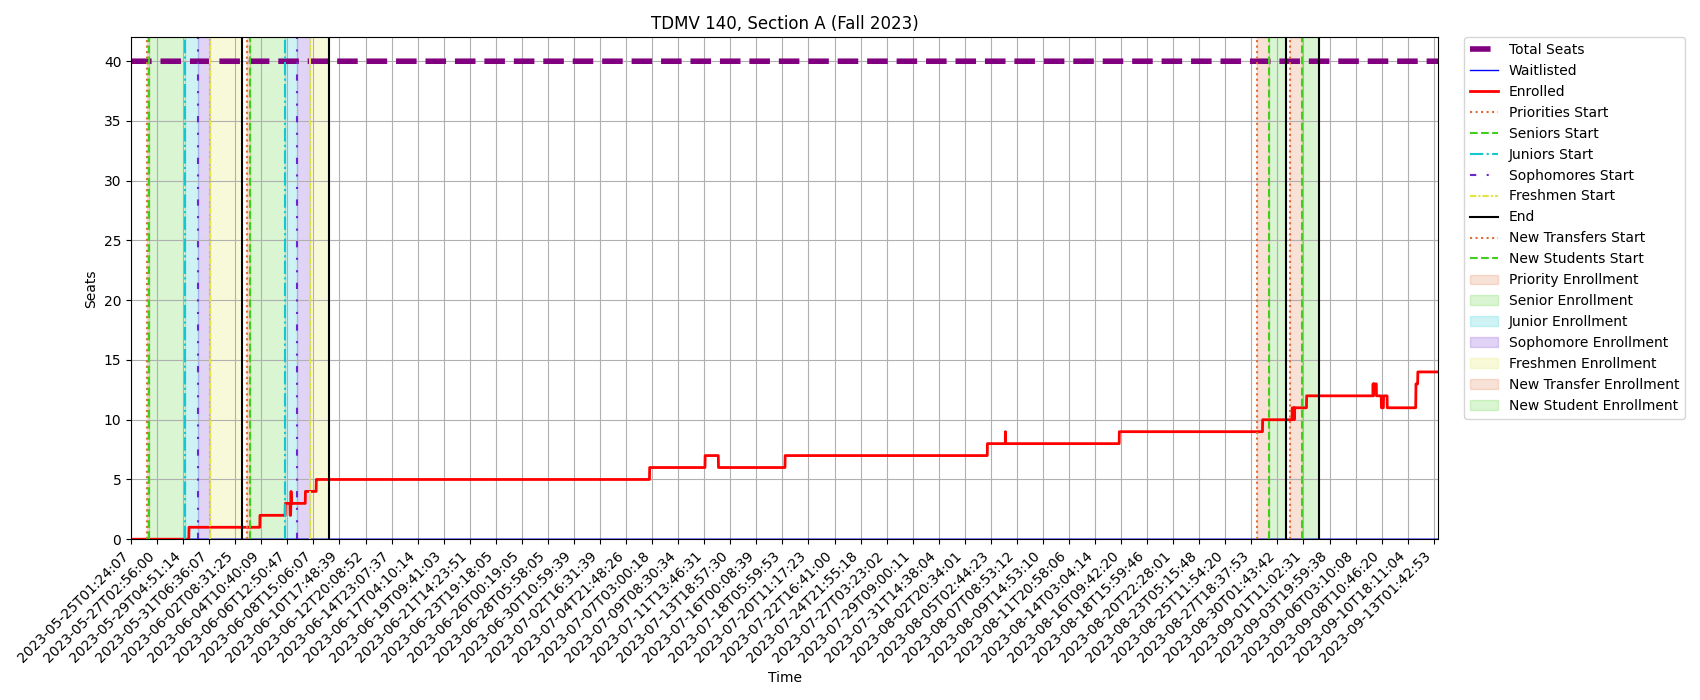 TDMV 140, Section A (Fall 2023)
Seats
40
35
30
25
20
15
10
5
0
2023-05-25T01:24:07
2023-05-27T02:56:00
2023-05-29T04:51:14
2023-05-31T06:36:07
2023-06-02T08:31:25
2023-06-04T10:40:09
2023-06-06T12:50:47
2023-06-08T15:06:07
2023-06-10T17:48:39
2023-06-12T20:08:52
2023-06-14T23:07:37
2023-06-17T04:10:14
2023-06-19T09:41:03
2023-06-21T14:23:51
2023-06-23T19:18:05
2023-06-26T00:19:05
2023-06-28T05:58:05
2023-06-30T10:59:39
2023-07-02T16:31:39
2023-07-04T21:48:26
2023-07-07T03:00:18
2023-07-09T08:30:34
2023-07-11T13:46:31
2023-07-13T18:57:30
2023-07-16T00:08:39
2023-07-18T05:59:53
2023-07-20T11:17:23
2023-07-22T16:41:00
2023-07-24T21:55:18
2023-07-27T03:23:02
2023-07-29T09:00:11
2023-07-31T14:38:04
2023-08-02T20:34:01
2023-08-05T02:44:23
2023-08-07T08:53:12
2023-08-09T14:53:10
2023-08-11T20:58:06
2023-08-14T03:04:14
2023-08-16T09:42:20
2023-08-18T15:59:46
2023-08-20T22:28:01
2023-08-23T05:15:48
2023-08-25T11:54:20
2023-08-27T18:37:53
2023-08-30T01:43:42
2023-09-01T11:02:31
2023-09-03T19:59:38
2023-09-06T03:10:08
2023-09-08T10:46:20
2023-09-10T18:11:04
2023-09-13T01:42:53
Time
Total Seats
Waitlisted
Enrolled
Priorities Start
Seniors Start
Juniors Start
Sophomores Start
Freshmen Start
End
New Transfers Start
New Students Start
Priority Enrollment
Senior Enrollment
Junior Enrollment
Sophomore Enrollment
Freshmen Enrollment
New Transfer Enrollment
New Student Enrollment